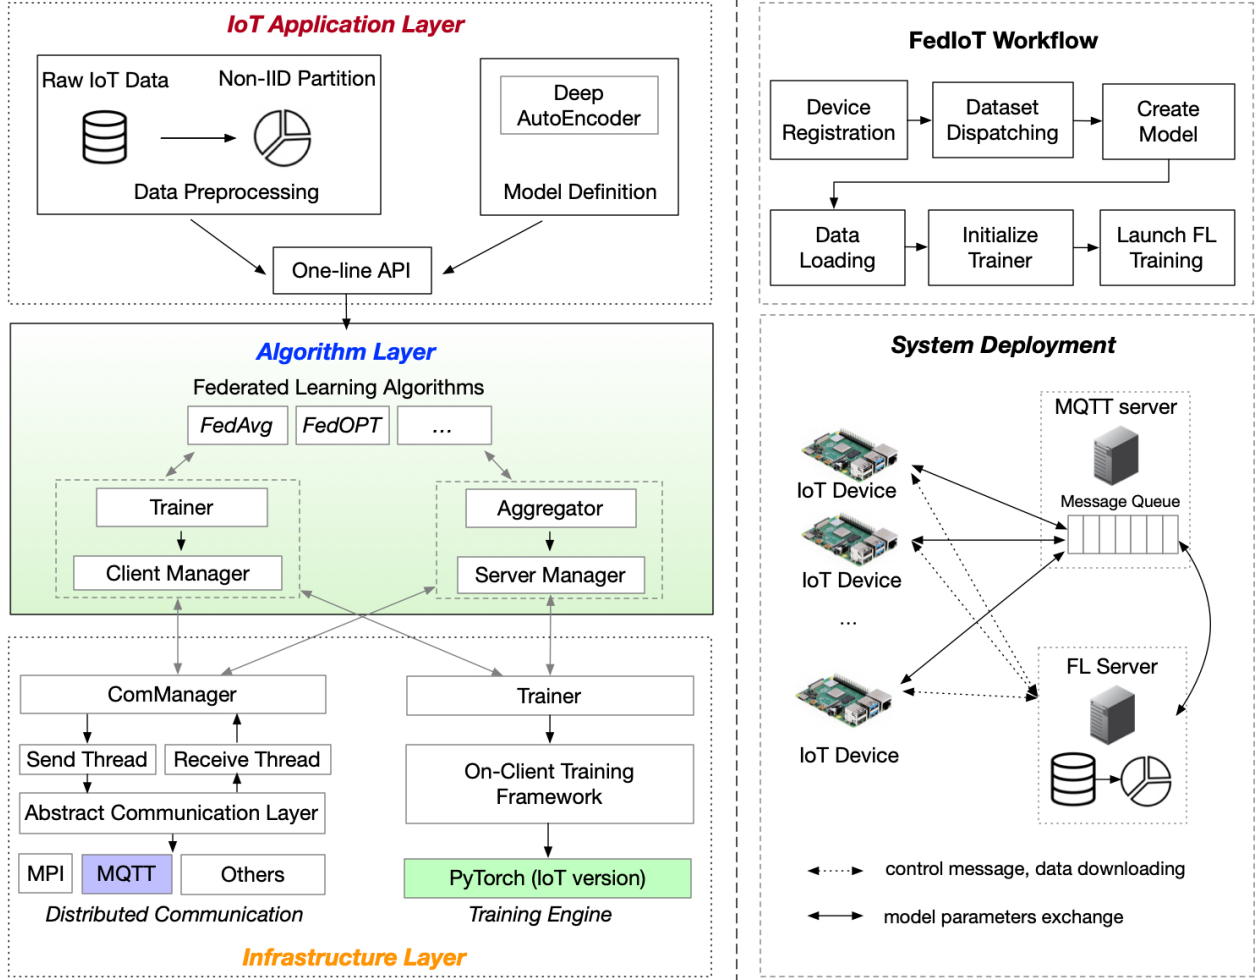 IoT Application Layer
Raw IoT Data
Non-IID Partition
Data Preprocessing
Deep
AutoEncoder
Model Definition
One-line API
Algorithm Layer
Federated Learning Algorithms
FedAvg
FedOPT
...
Trainer
Client Manager
Aggregator
Server Manager
ComManager
Send Thread
Receive Thread
Abstract Communication Layer
MPI
MQTT
Others
Distributed Communication
Trainer
On-Client Training
Framework
PyTorch (IoT version)
Training Engine
Infrastructure Layer
FedIoT Workflow
Device
Registration
Dataset
Dispatching
Create
Model
Data
Loading
Initialize
Trainer
Launch FL
Training
System Deployment
MQTT server
Message Queue
IoT Device
IoT Device
...
IoT Device
FL Server
control message, data downloading
model parameters exchange